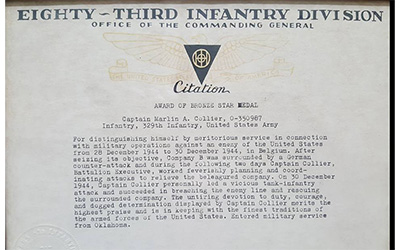 EIGHTY-THIRD INFANTRY DIVISION
OFFICE OF THE COMMANDING GENERAL
Citation
AWARD OF BRONZE STAR MEDAL
Captain Marlin A. Collier, O-350987
Infantry, 329th Infantry, United States Army
For distinguishing himself by meritorious service in connection
with military operations against an enemy of the United States
from 28 December 1944 to 30 December 1944, in Belgium. After
seizing its objective, Company B was surrounded by a German
counter-attack and during the following two days Captain Collier,
Battalion Executive, worked feverishly planning and coord-
inating attacks to relieve the beleagured company. On 30 December
1944, Captain Collier personally led a vicious tank-infantry
attack and succeeded in breaching the enemy line and rescuing
the surrounded company. The untiring devotion to duty, courage,
and dogged determination displayed by Captain Collier merits the
highest praise and is in keeping with the finest traditions of
the armed forces of the United States. Entered military service
from Oklahoma.